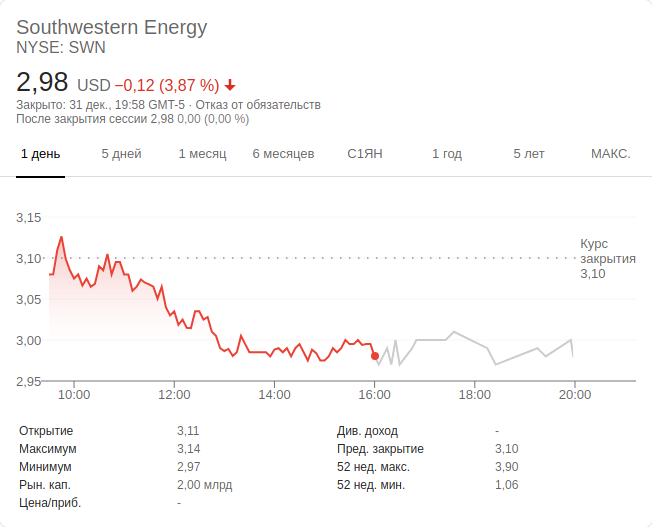 Southwestern Energy
NYSE: SWN
2,98 USD −0,12 (3,87 %)
Закрыто: 31 дек., 19:58 GMT-5 · Отказ от обязательств
После закрытия сессии 2,98 0,00 (0,00 %)
1 день 5 дней 1 месяц 6 месяцев С1ЯН 1 год 5 лет МАКС.
3,15
3,10
3,05
3,00
2,95
Курс
закрытия
3,10
10:00 12:00 14:00 16:00 18:00 20:00
Открытие 3,11 Див. доход -
Максимум 3,14 Пред. закрытие 3,10
Минимум 2,97 52 нед. макс. 3,90
Рын. кап. 2,00 млрд 52 нед. мин. 1,06
Цена/приб. -